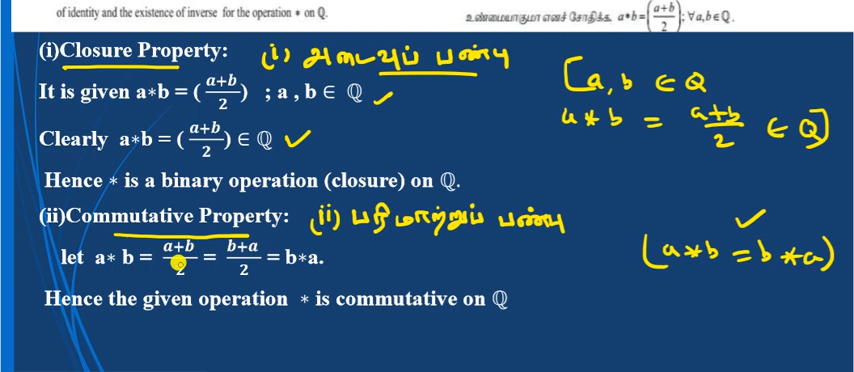 of identity and the existence of inverse for the operation * on Q.
உண்மையாகுமா எனச் சோதிக்க. a*b=(a+b/2); ∀a,b∈Q.
(i)Closure Property: (i) அடைவுப் பண்பு
It is given a*b = (a+b/2) ; a , b ∈ ℚ ✓
Clearly a*b = (a+b/2) ∈ ℚ ✓
[a, b ∈ Q
a * b = a+b/2 ∈ Q]
Hence * is a binary operation (closure) on ℚ.
(ii)Commutative Property: (ii) பரிமாற்றுப் பண்பு
let a* b = a+b/2 = b+a/2 = b*a.
✓
(a*b = b*a)
Hence the given operation * is commutative on ℚ